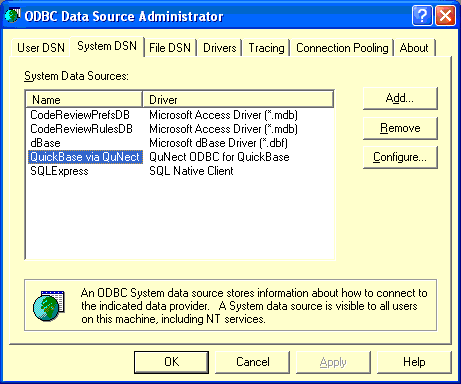 ODBC Data Source Administrator
User DSN System DSN File DSN Drivers Tracing Connection Pooling About
System Data Sources:
Name Driver
CodeReviewPrefsDB Microsoft Access Driver (*.mdb)
CodeReviewRulesDB Microsoft Access Driver (*.mdb)
dBase Microsoft dBase Driver (*.dbf)
QuickBase via QuNect QuNect ODBC for QuickBase
SQLExpress SQL Native Client
Add...
Remove
Configure...
An ODBC System data source stores information about how to connect to
the indicated data provider. A System data source is visible to all users
on this machine, including NT services.
OK Cancel Apply Help